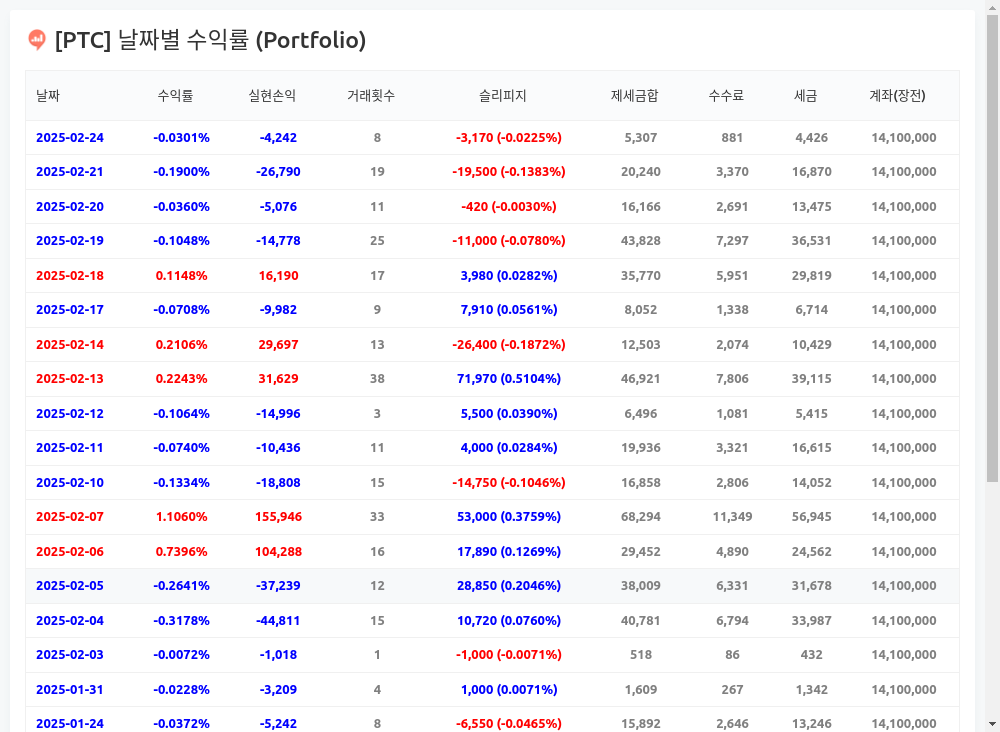 [PTC] 날짜별 수익률 (Portfolio)
날짜 수익률 실현손익 거래횟수 슬리피지 제세금합 수수료 세금 계좌(장전)
2025-02-24 -0.0301% -4,242 8 -3,170 (-0.0225%) 5,307 881 4,426 14,100,000
2025-02-21 -0.1900% -26,790 19 -19,500 (-0.1383%) 20,240 3,370 16,870 14,100,000
2025-02-20 -0.0360% -5,076 11 -420 (-0.0030%) 16,166 2,691 13,475 14,100,000
2025-02-19 -0.1048% -14,778 25 -11,000 (-0.0780%) 43,828 7,297 36,531 14,100,000
2025-02-18 0.1148% 16,190 17 3,980 (0.0282%) 35,770 5,951 29,819 14,100,000
2025-02-17 -0.0708% -9,982 9 7,910 (0.0561%) 8,052 1,338 6,714 14,100,000
2025-02-14 0.2106% 29,697 13 -26,400 (-0.1872%) 12,503 2,074 10,429 14,100,000
2025-02-13 0.2243% 31,629 38 71,970 (0.5104%) 46,921 7,806 39,115 14,100,000
2025-02-12 -0.1064% -14,996 3 5,500 (0.0390%) 6,496 1,081 5,415 14,100,000
2025-02-11 -0.0740% -10,436 11 4,000 (0.0284%) 19,936 3,321 16,615 14,100,000
2025-02-10 -0.1334% -18,808 15 -14,750 (-0.1046%) 16,858 2,806 14,052 14,100,000
2025-02-07 1.1060% 155,946 33 53,000 (0.3759%) 68,294 11,349 56,945 14,100,000
2025-02-06 0.7396% 104,288 16 17,890 (0.1269%) 29,452 4,890 24,562 14,100,000
2025-02-05 -0.2641% -37,239 12 28,850 (0.2046%) 38,009 6,331 31,678 14,100,000
2025-02-04 -0.3178% -44,811 15 10,720 (0.0760%) 40,781 6,794 33,987 14,100,000
2025-02-03 -0.0072% -1,018 1 -1,000 (-0.0071%) 518 86 432 14,100,000
2025-01-31 -0.0228% -3,209 4 1,000 (0.0071%) 1,609 267 1,342 14,100,000
2025-01-24 -0.0372% -5,242 8 -6,550 (-0.0465%) 15,892 2,646 13,246 14,100,000